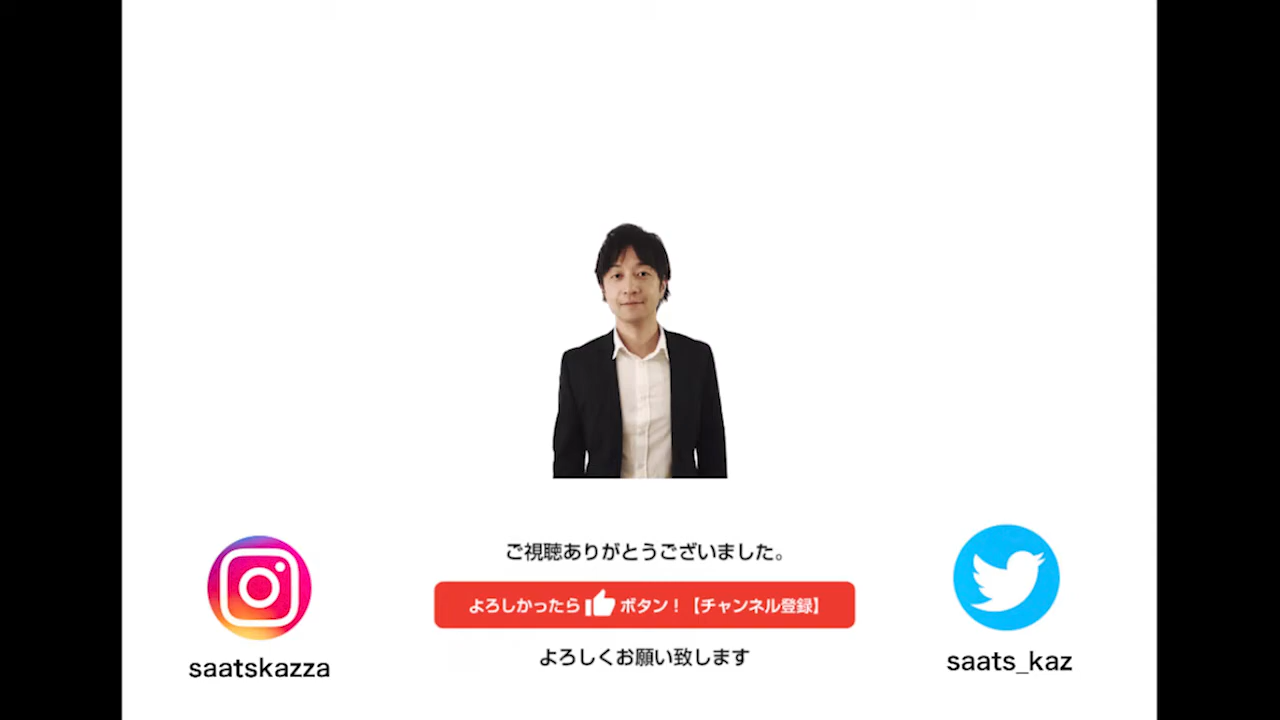 ご視聴ありがとうございました。
よろしかったら ボタン！【チャンネル登録】
よろしくお願い致します
saatskazza
saats_kaz